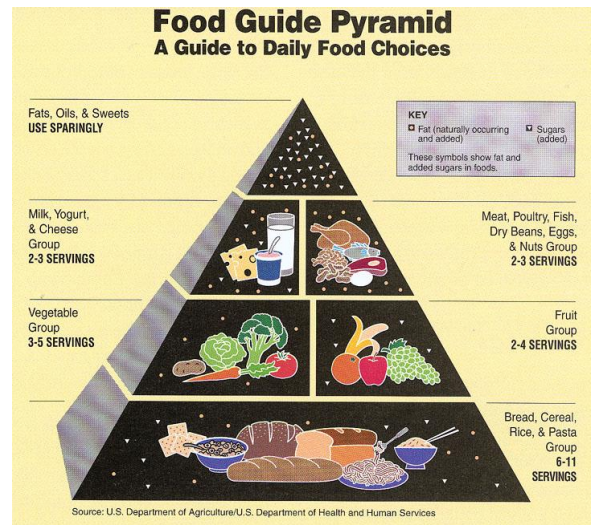 Food Guide Pyramid
A Guide to Daily Food Choices
Fats, Oils, & Sweets
USE SPARINGLY
KEY
Fat (naturally occurring
and added)
Sugars
(added)
These symbols show fat and
added sugars in foods.
Milk, Yogurt,
& Cheese
Group
2-3 SERVINGS
Meat, Poultry, Fish,
Dry Beans, Eggs,
& Nuts Group
2-3 SERVINGS
Vegetable
Group
3-5 SERVINGS
Fruit
Group
2-4 SERVINGS
Bread, Cereal,
Rice, & Pasta
Group
6-11
SERVINGS
Source: U.S. Department of Agriculture/U.S. Department of Health and Human Services